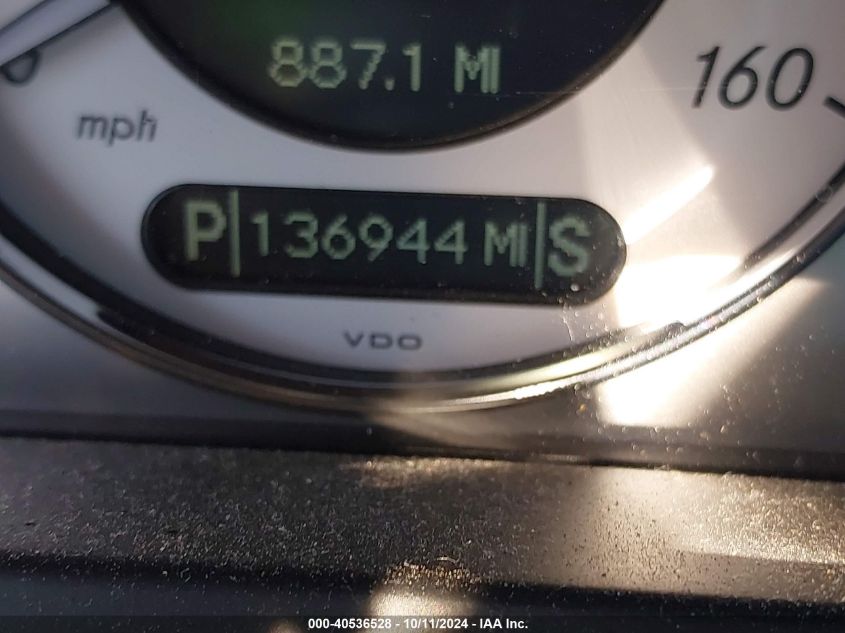 887.1 MI
mph
160
P 136944 MI S
VDO
000-40536528 - 10/11/2024 - IAA Inc.